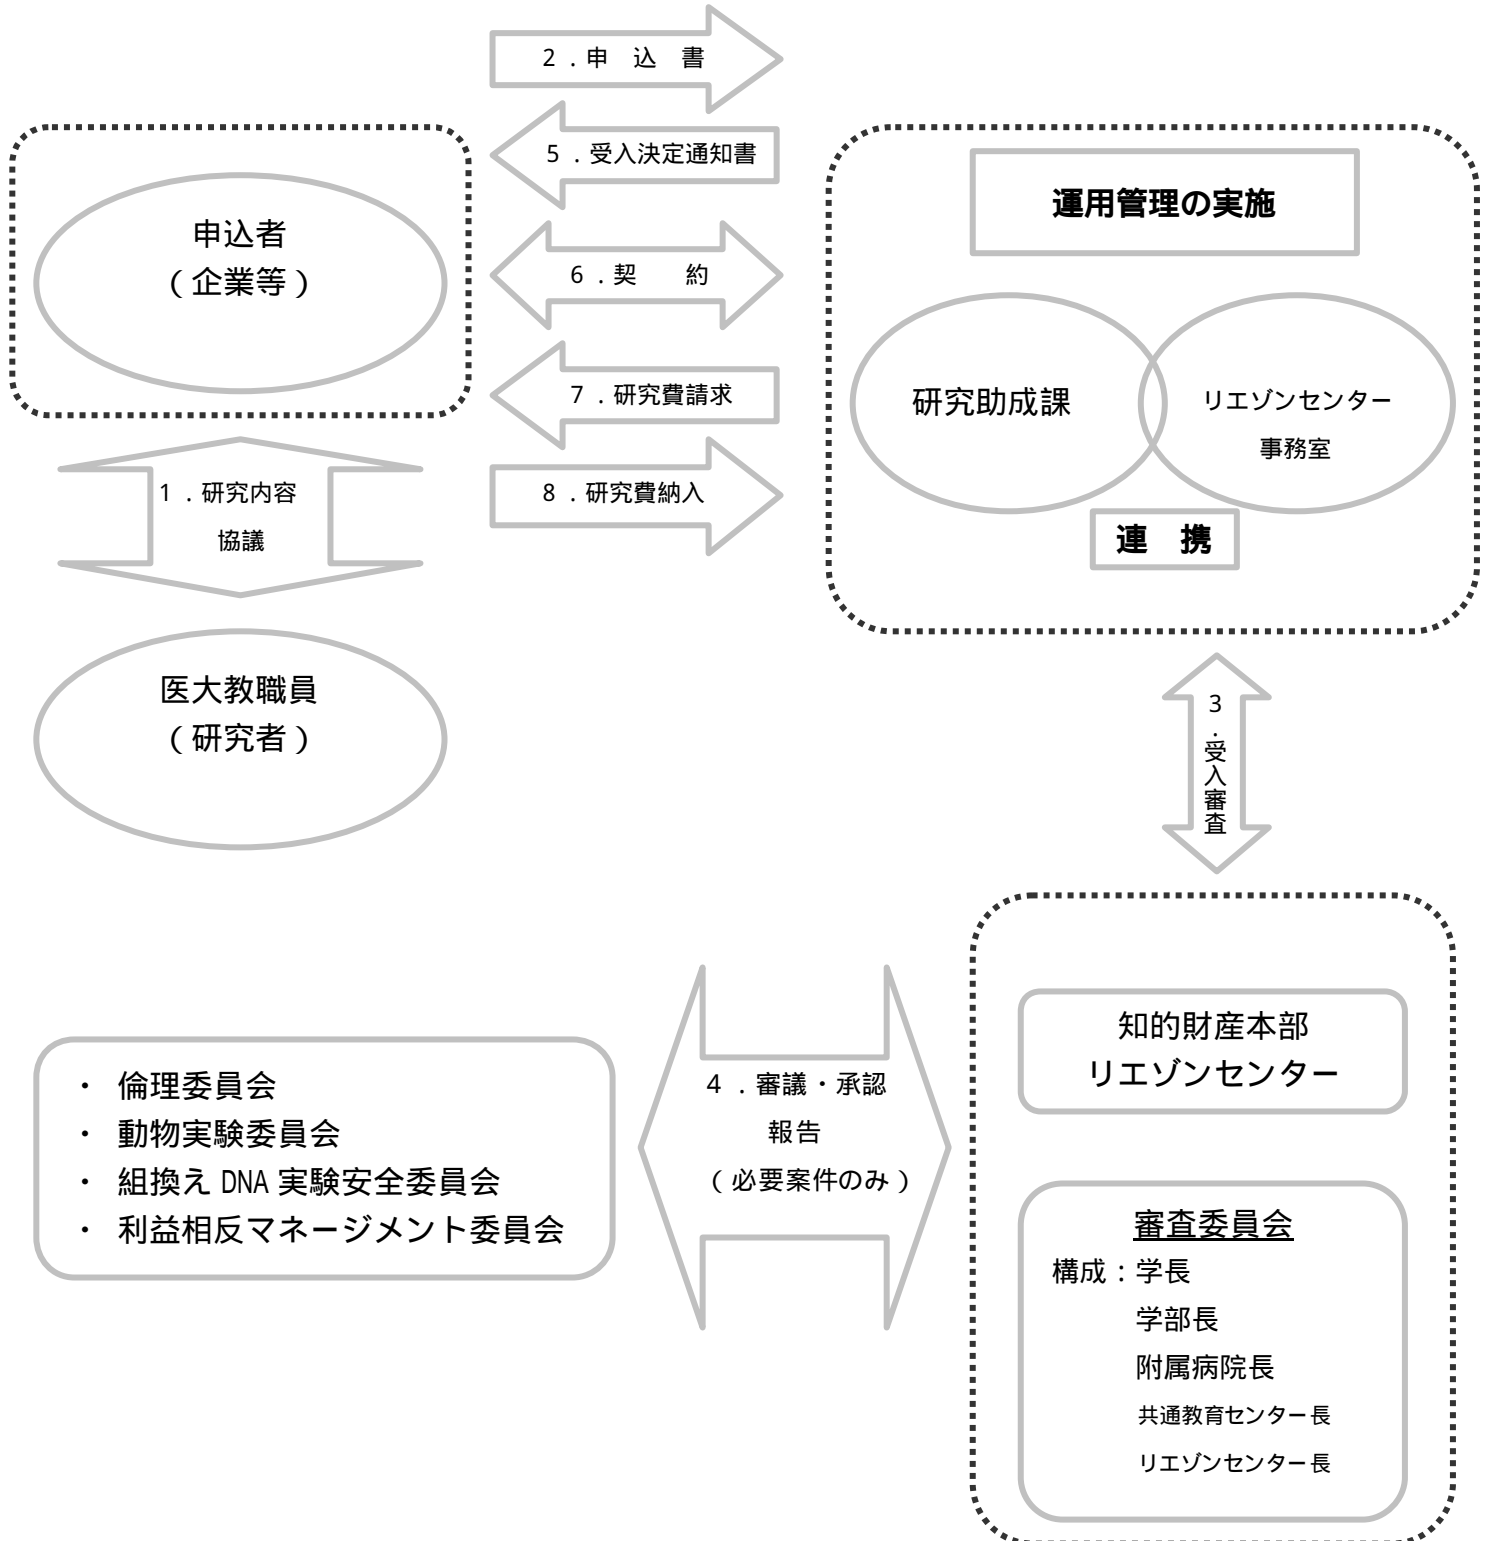 2．申　込　書
5．受入決定通知書
6．契　　約
7．研究費請求
8．研究費納入
申込者
（企業等）
1．研究内容
協議
医大教職員
（研究者）
運用管理の実施
研究助成課
リエゾンセンター
事務室
連　携
3．受入審査
4．審議・承認
報告
（必要案件のみ）
・ 倫理委員会
・ 動物実験委員会
・ 組換え DNA 実験安全委員会
・ 利益相反マネージメント委員会
知的財産本部
リエゾンセンター
審査委員会
構成：学長
学部長
附属病院長
共通教育センター長
リエゾンセンター長